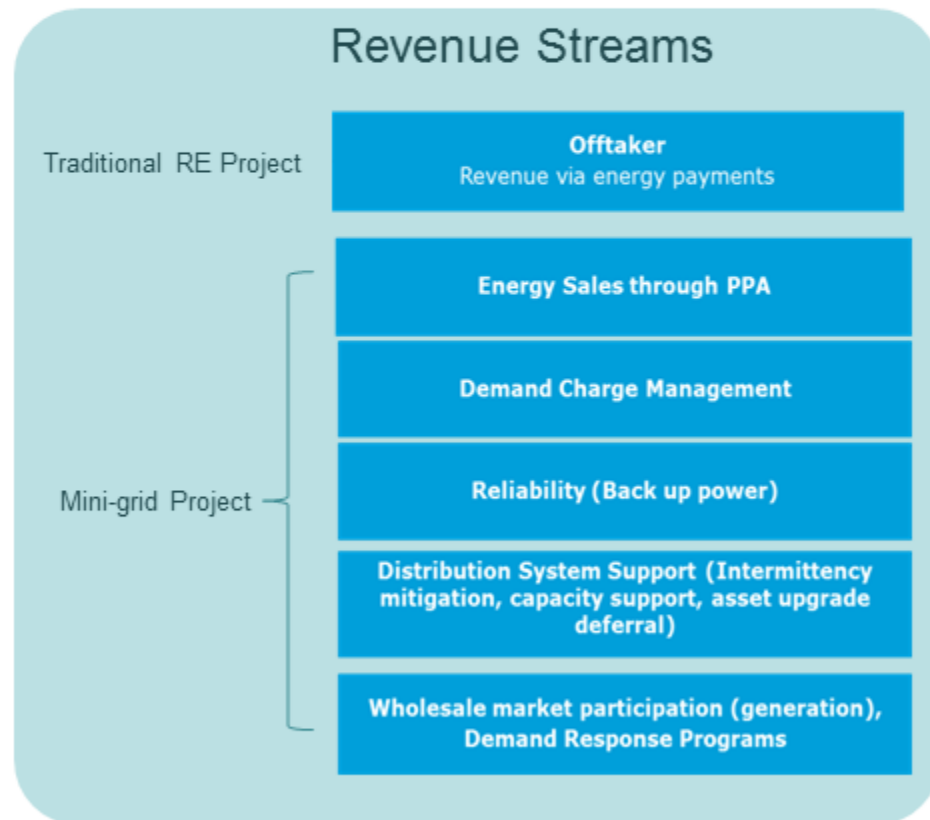 Revenue Streams
Traditional RE Project
Offtaker
Revenue via energy payments
Mini-grid Project
Energy Sales through PPA
Demand Charge Management
Reliability (Back up power)
Distribution System Support (Intermittency
mitigation, capacity support, asset upgrade
deferral)
Wholesale market participation (generation),
Demand Response Programs